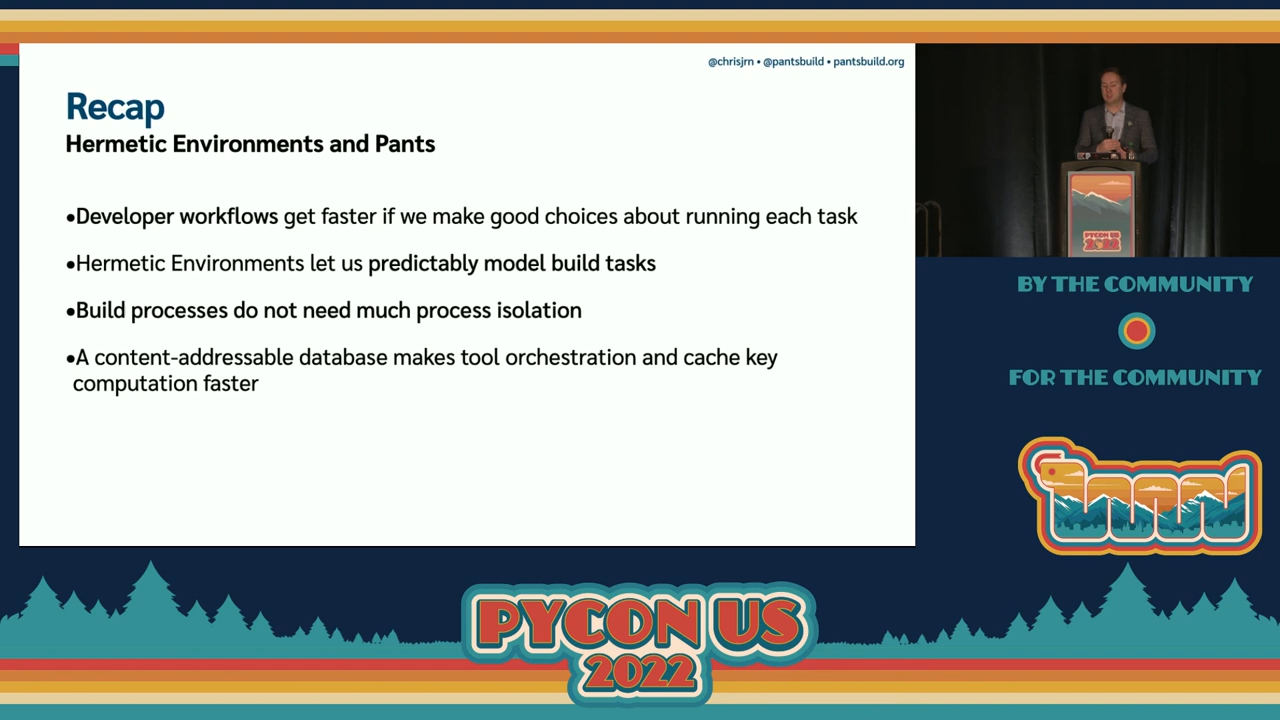 @chrisjrn • @pantsbuild • pantsbuild.org
Recap
Hermetic Environments and Pants
•Developer workflows get faster if we make good choices about running each task
•Hermetic Environments let us predictably model build tasks
•Build processes do not need much process isolation
•A content-addressable database makes tool orchestration and cache key
computation faster
PYCON US
2022
BY THE COMMUNITY
FOR THE COMMUNITY
PYCON US
2022